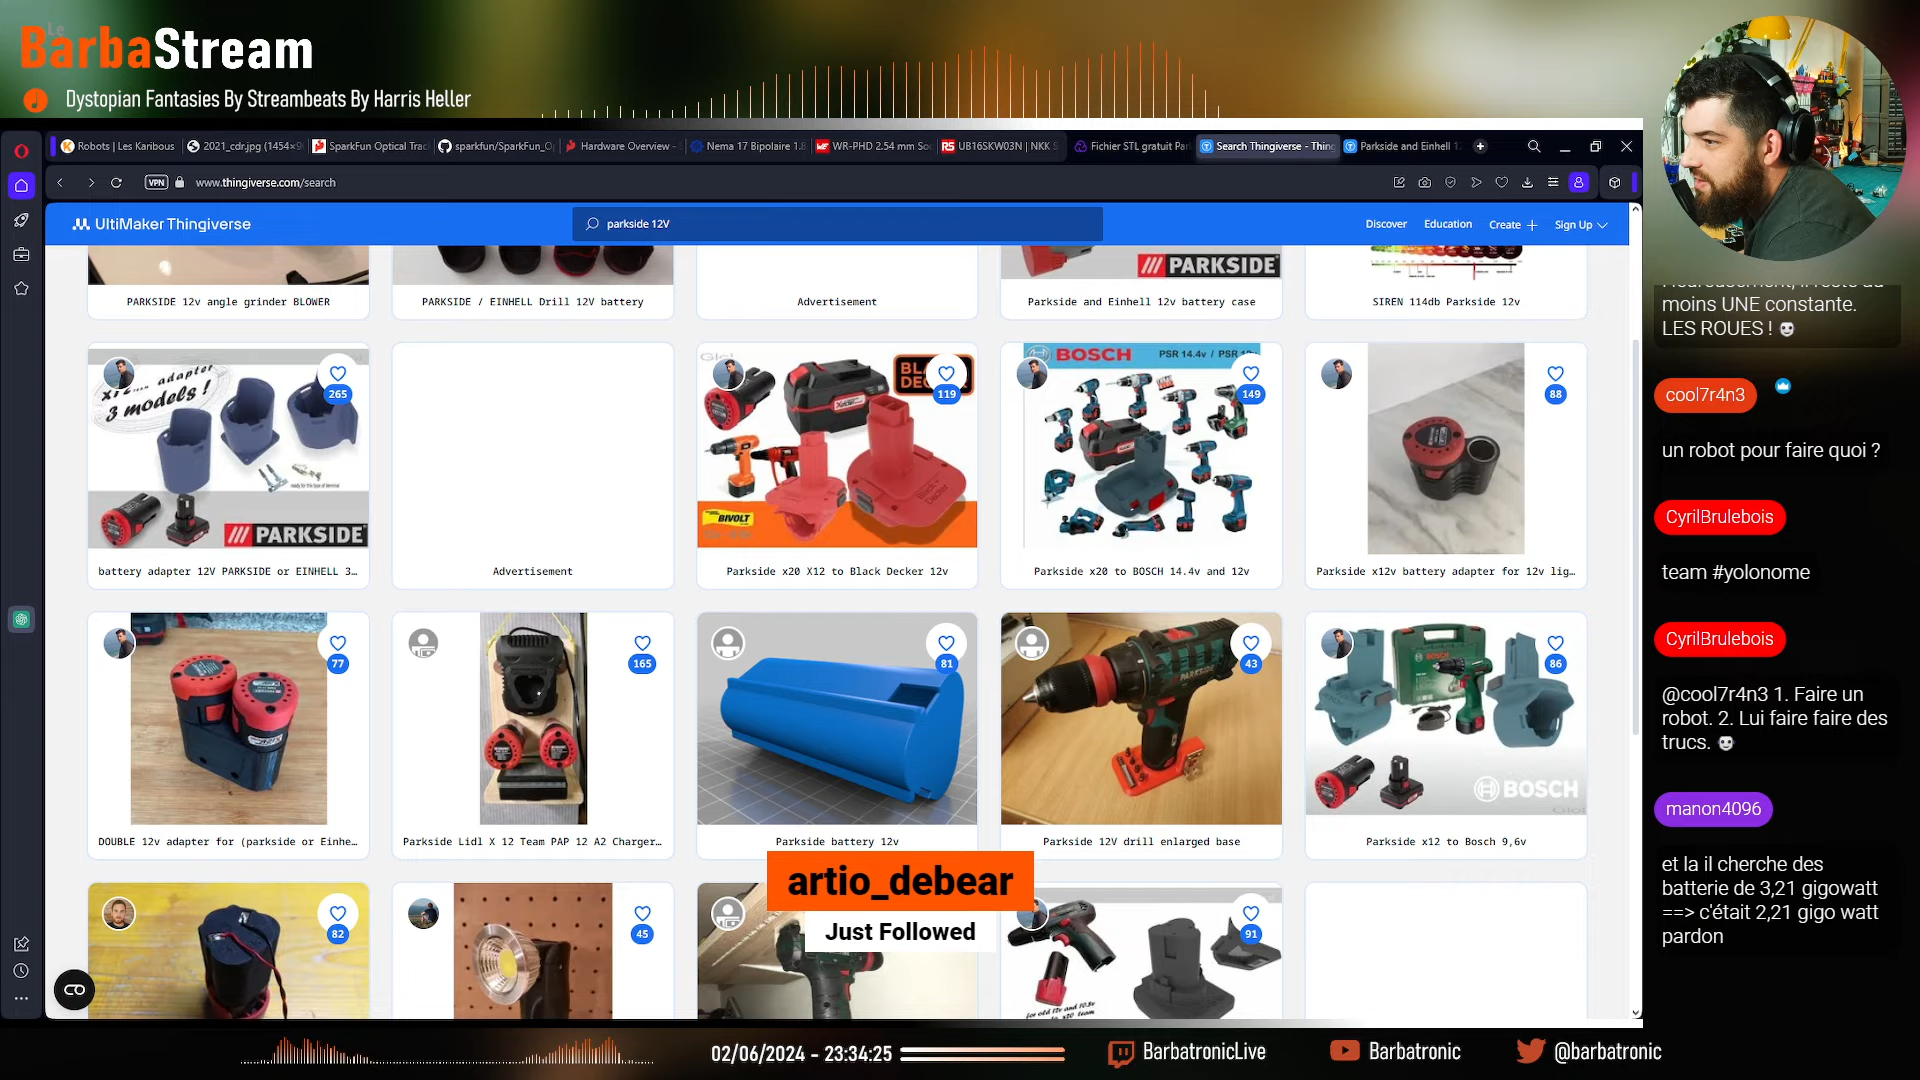 Le
BarbaStream
Dystopian Fantasies By Streambeats By Harris Heller
Robots | Les Karibous
2021_cdr.jpg (1454×9
SparkFun Optical Trac
sparkfun/SparkFun_O
Hardware Overview -
Nema 17 Bipolaire 1.8
WR-PHD 2.54 mm So
UB16SKW03N | NKK S
Fichier STL gratuit Par
Search Thingiverse - Thing
Parkside and Einhell 1
VPN
www.thingiverse.com/search
UltiMaker Thingiverse
parkside 12V
Discover
Education
Create
Sign Up
PARKSIDE
PARKSIDE 12v angle grinder BLOWER
PARKSIDE / EINHELL Drill 12V battery
Advertisement
Parkside and Einhell 12v battery case
SIREN 114db Parkside 12v
adapter
3 models !
265
PARKSIDE
119
BIVOLT
BOSCH
PSR 14.4v /
149
88
battery adapter 12V PARKSIDE or EINHELL 3…
Advertisement
Parkside x20 X12 to Black Decker 12v
Parkside x20 to BOSCH 14.4v and 12v
Parkside x12v battery adapter for 12v lig…
77
165
81
43
86
BOSCH
DOUBLE 12v adapter for (parkside or Einhe…
Parkside Lidl X 12 Team PAP 12 A2 Charger…
Parkside battery 12v
Parkside 12V drill enlarged base
Parkside x12 to Bosch 9,6v
82
45
91
artio_debear
Just Followed
moins UNE constante.
LES ROUES !
cool7r4n3
un robot pour faire quoi ?
CyrilBrulebois
team #yolonome
CyrilBrulebois
@cool7r4n3 1. Faire un
robot. 2. Lui faire faire des
trucs.
manon4096
et la il cherche des
batterie de 3,21 gigowatt
==> c'était 2,21 gigo watt
pardon
02/06/2024 - 23:34:25
BarbatronicLive
Barbatronic
@barbatronic